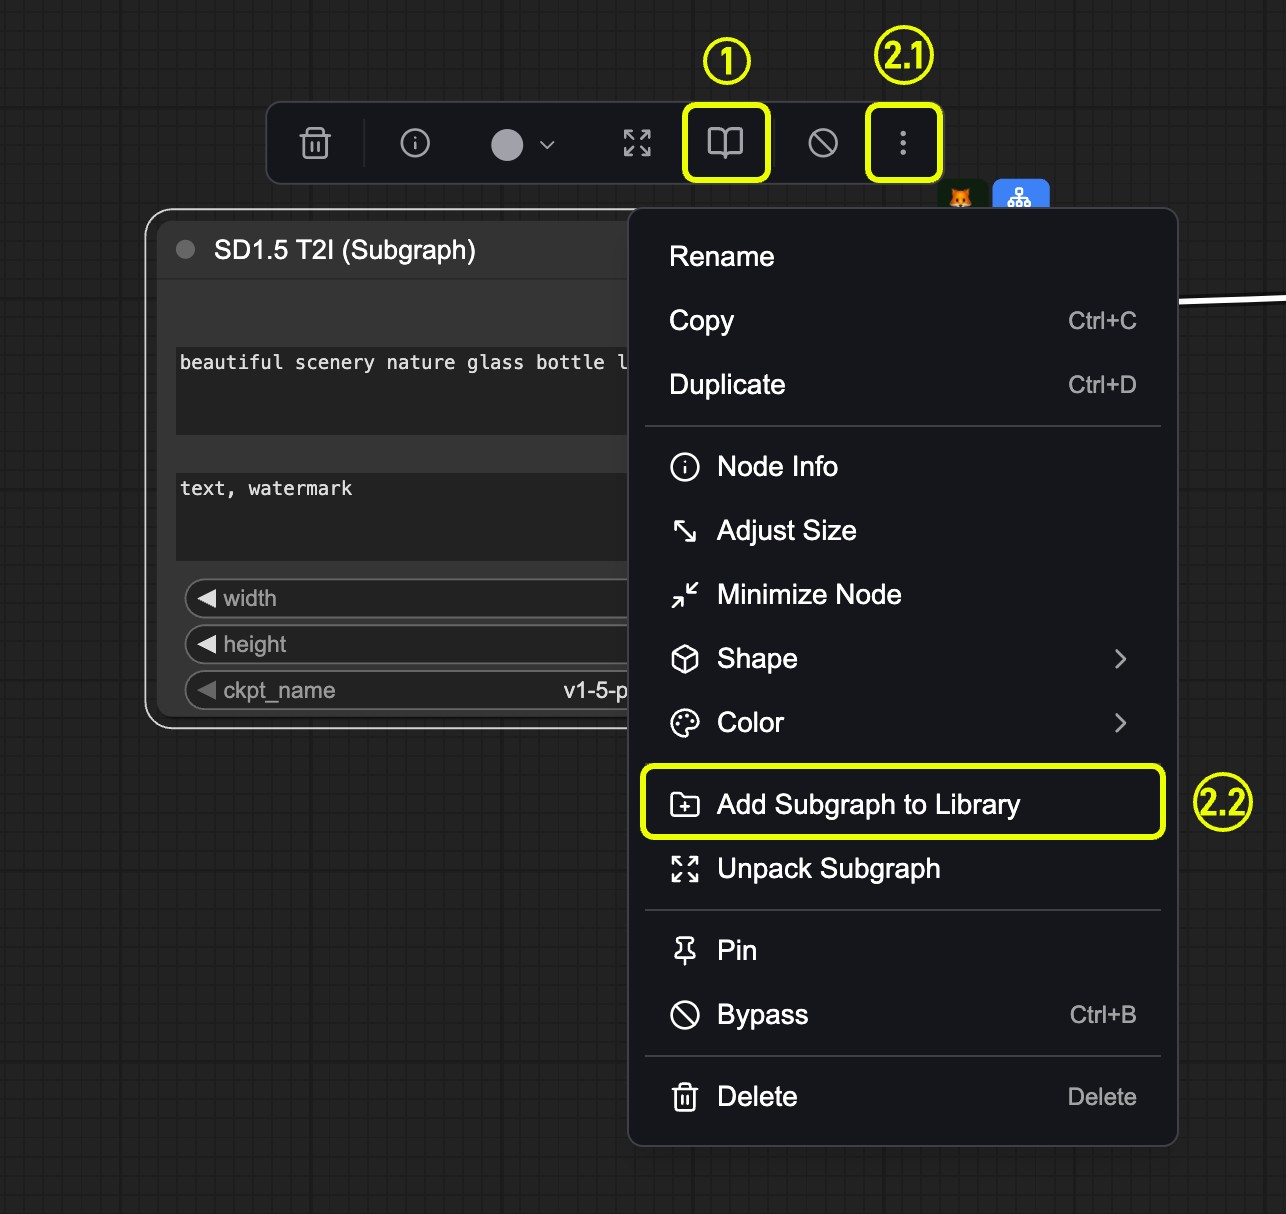 1
2.1
SD1.5 T2I (Subgraph)
beautiful scenery nature glass bottle l
text, watermark
width
height
ckpt_name v1-5-p
Rename
Copy Ctrl+C
Duplicate Ctrl+D
Node Info
Adjust Size
Minimize Node
Shape
Color
Add Subgraph to Library
2.2
Unpack Subgraph
Pin
Bypass Ctrl+B
Delete Delete